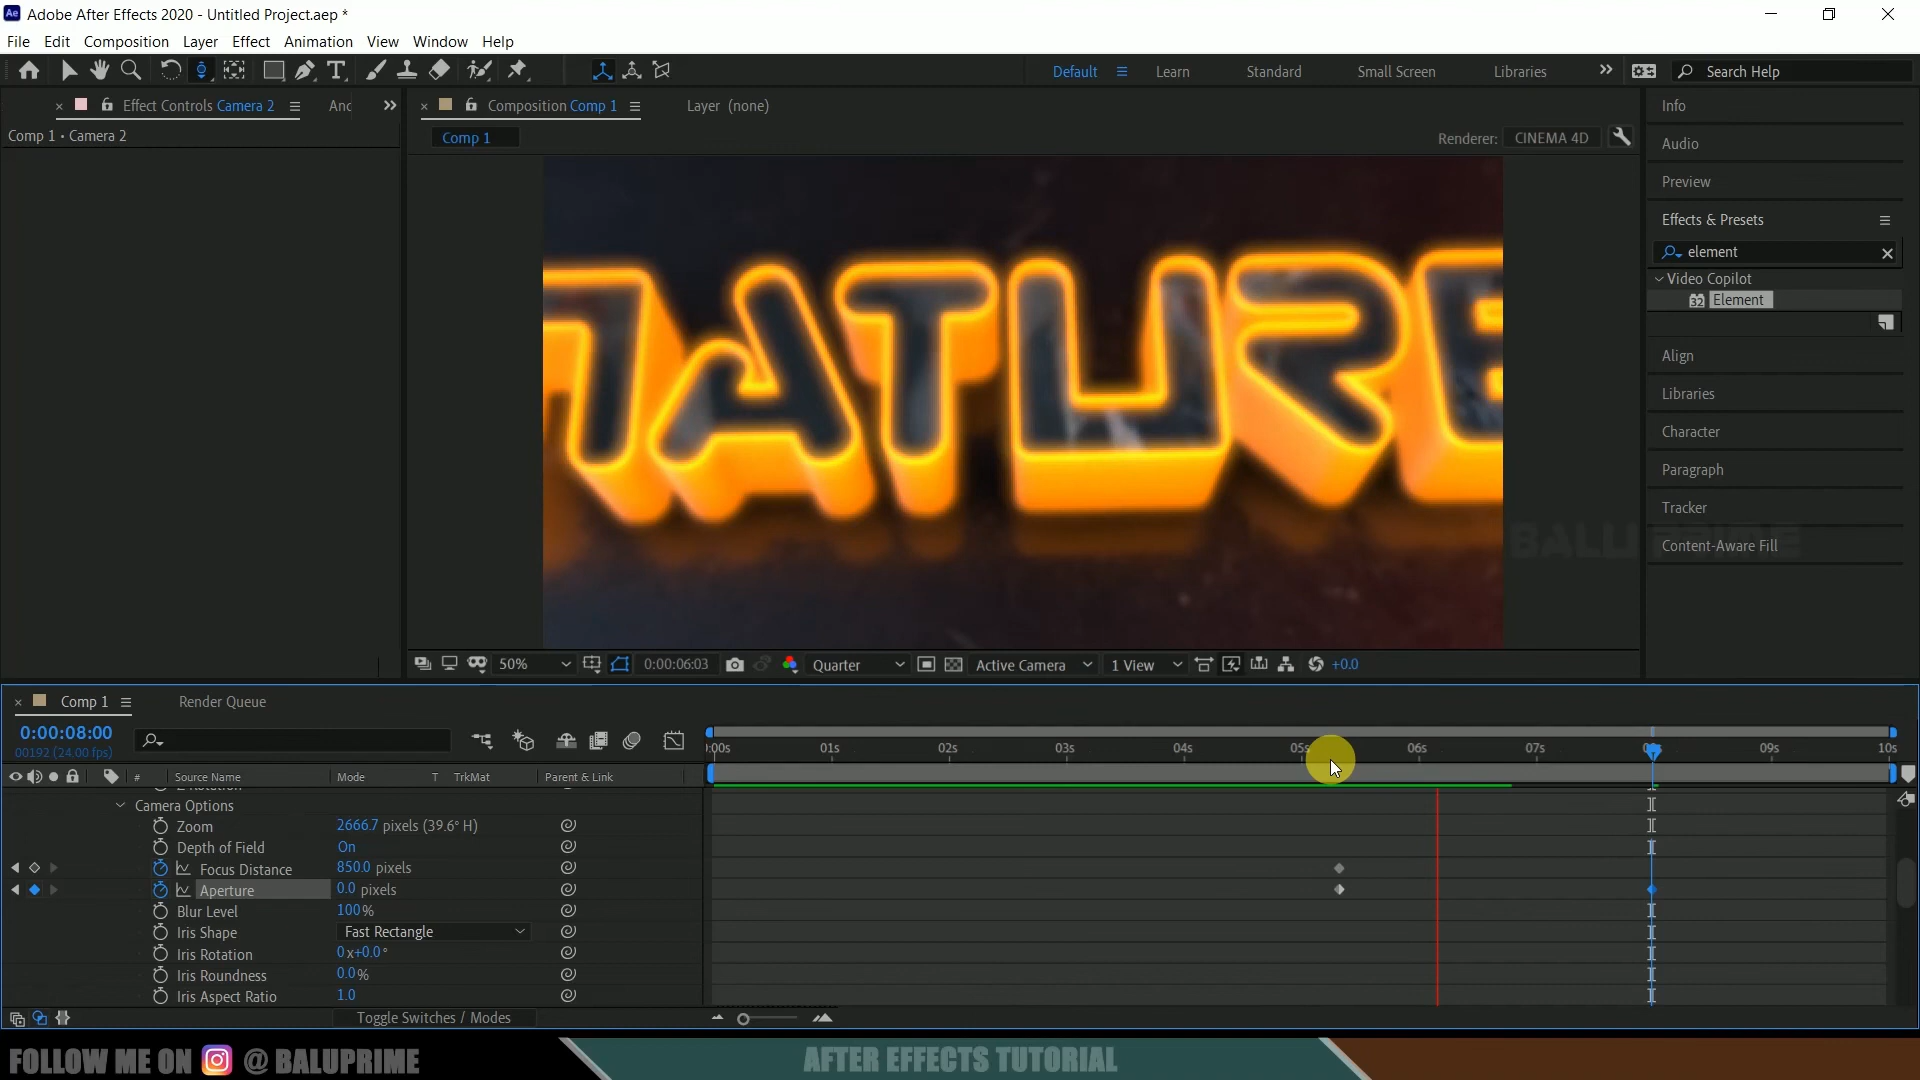 Adobe After Effects 2020 - Untitled Project.aep *
File Edit Composition Layer Effect Animation View Window Help
Default Learn Standard Small Screen Libraries Search Help
Effect Controls Camera 2
Composition Comp 1
Layer (none)
Comp 1 • Camera 2
Comp 1
Renderer: CINEMA 4D
NATURE
50% 0:00:06:03 Quarter Active Camera 1 View +0.0
Info
Audio
Preview
Effects & Presets
element
Video Copilot
32 Element
Align
Libraries
Character
Paragraph
Tracker
Content-Aware Fill
BALU PRIME
Comp 1 Render Queue
0:00:08:00
00192 (24.00 fps)
# Source Name Mode T TrkMat Parent & Link
:00s 01s 02s 03s 04s 05s 06s 07s 09s 10s
Camera Options
Zoom 2666.7 pixels (39.6° H)
Depth of Field On
Focus Distance 850.0 pixels
Aperture 0.0 pixels
Blur Level 100%
Iris Shape Fast Rectangle
Iris Rotation 0x+0.0°
Iris Roundness 0.0%
Iris Aspect Ratio 1.0
Toggle Switches / Modes
FOLLOW ME ON @ BALUPRIME
AFTER EFFECTS TUTORIAL